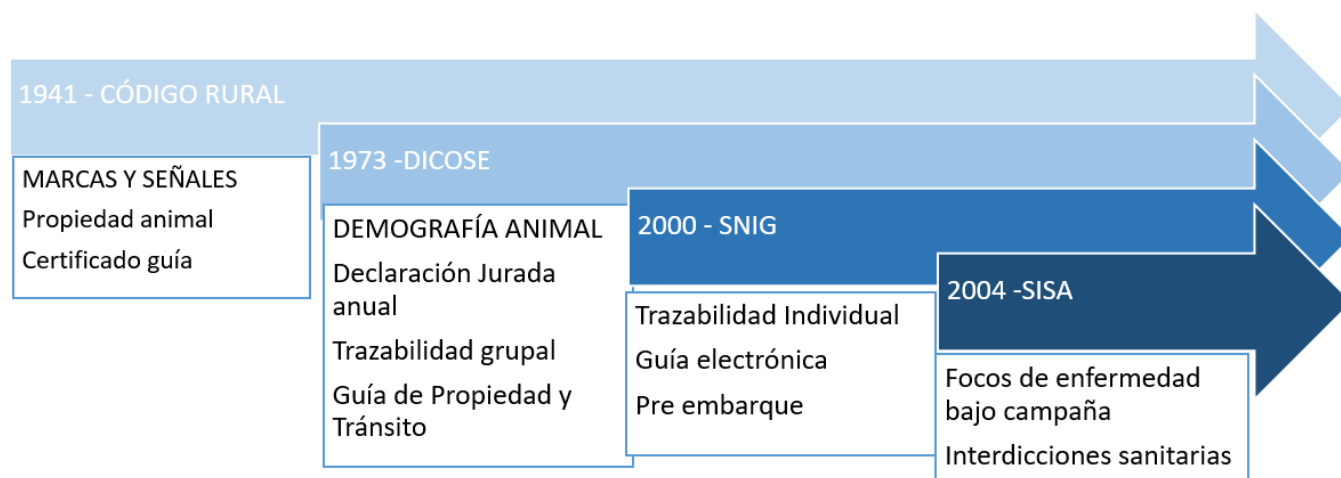 1941 - CÓDIGO RURAL
MARCAS Y SEÑALES
Propiedad animal
Certificado guía
1973 -DICOSE
DEMOGRAFÍA ANIMAL
Declaración Jurada
anual
Trazabilidad grupal
Guía de Propiedad y
Tránsito
2000 - SNIG
Trazabilidad Individual
Guía electrónica
Pre embarque
2004 -SISA
Focos de enfermedad
bajo campaña
Interdicciones sanitarias